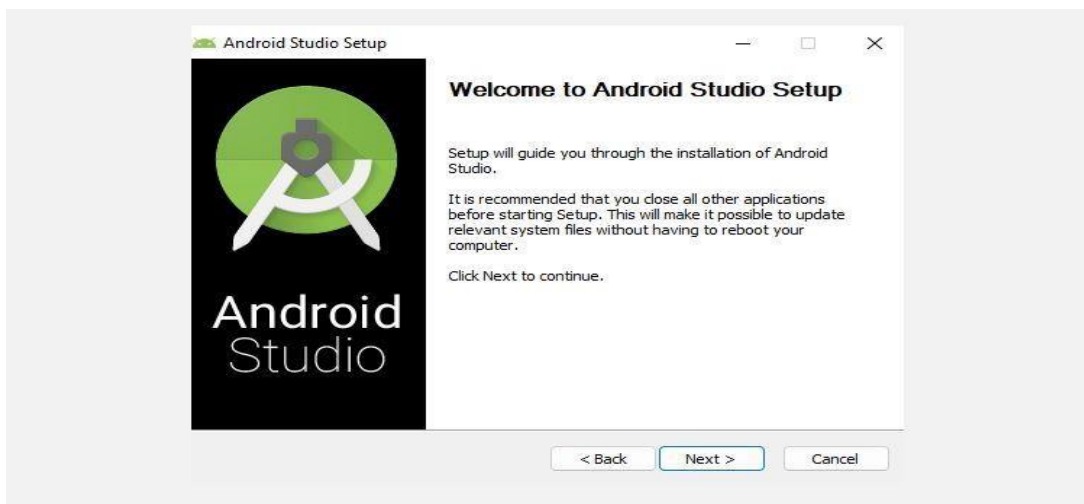 Android Studio Setup
Welcome to Android Studio Setup
Setup will guide you through the installation of Android
Studio.
It is recommended that you close all other applications
before starting Setup. This will make it possible to update
relevant system files without having to reboot your
computer.
Click Next to continue.
Android
Studio
< Back Next > Cancel